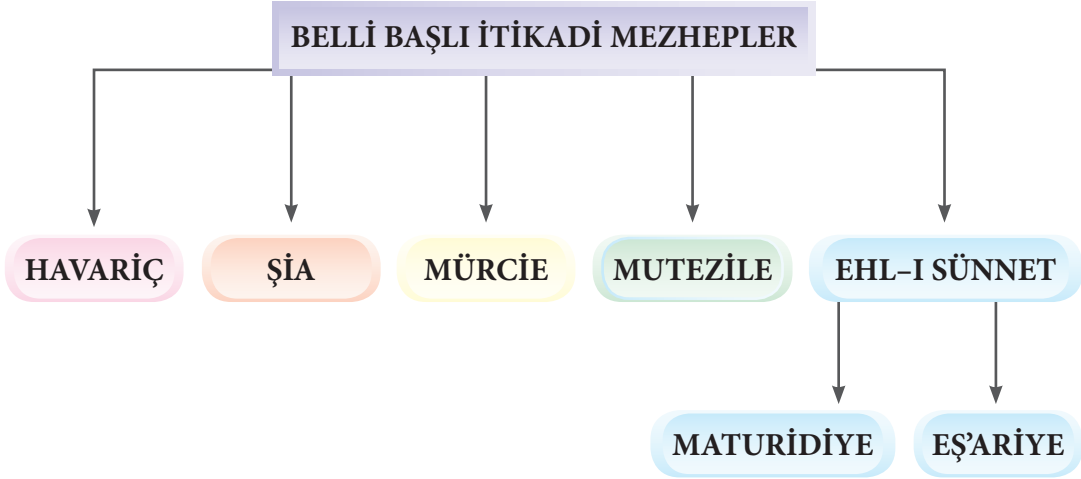 BELLİ BAŞLI İTİKADİ MEZHEPLER
HAVARİÇ
ŞİA
MÜRCİE
MUTEZİLE
EHL–I SÜNNET
MATURİDİYE
EŞ’ARİYE